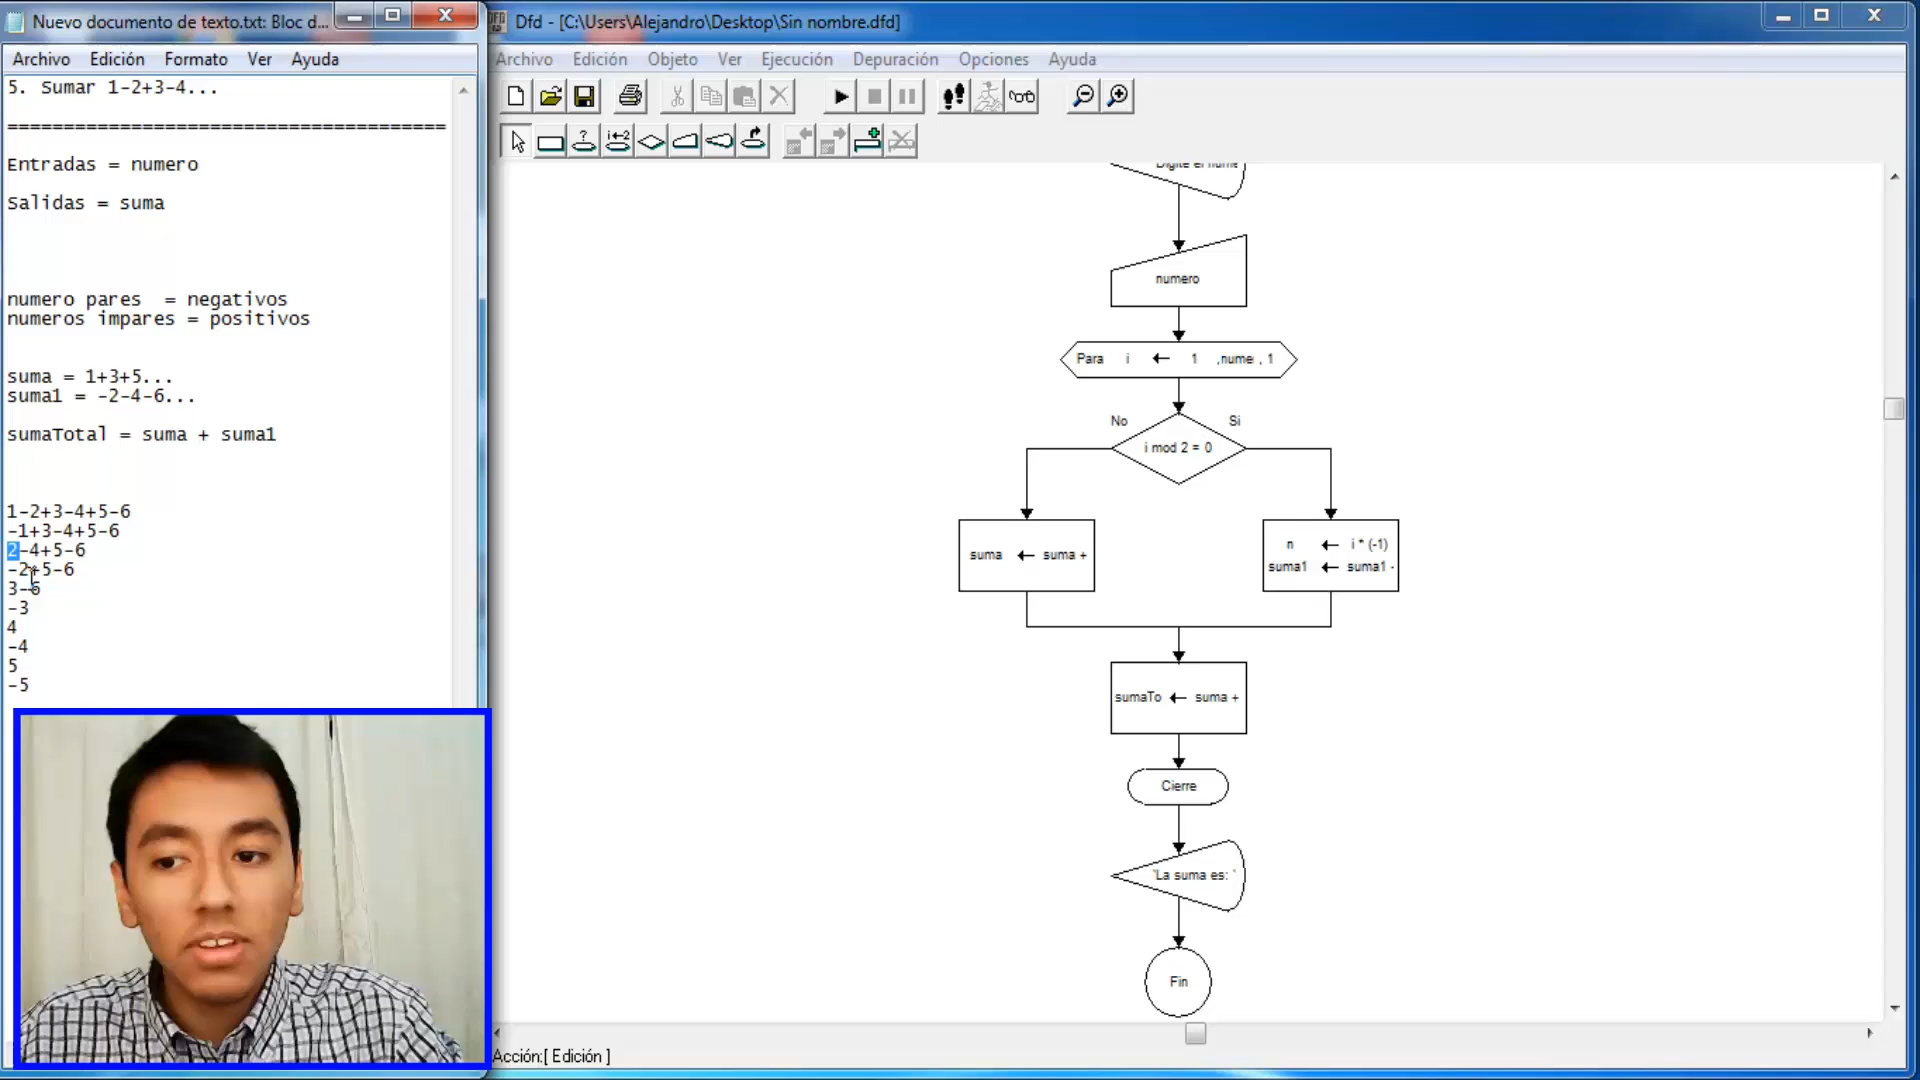 Nuevo documento de texto.txt: Bloc d...
Archivo Edición Formato Ver Ayuda
5. Sumar 1-2+3-4...
=======================================
Entradas = numero
Salidas = suma
numero pares  = negativos
numeros impares = positivos
suma = 1+3+5...
suma1 = -2-4-6...
sumaTotal = suma + suma1
1-2+3-4+5-6
-1+3-4+5-6
2-4+5-6
-2+5-6
3-6
-3
4
-4
5
-5
Dfd - [C:\Users\Alejandro\Desktop\Sin nombre.dfd]
Archivo Edición Objeto Ver Ejecución Depuración Opciones Ayuda
Digite el nume
numero
Para i ← 1 ,numei , 1
No Si
i mod 2 = 0
suma ← suma +
n ← i * (-1)
suma1 ← suma1 -
sumaTo ← suma +
Cierre
'La suma es: '
Fin
Acción:[ Edición ]